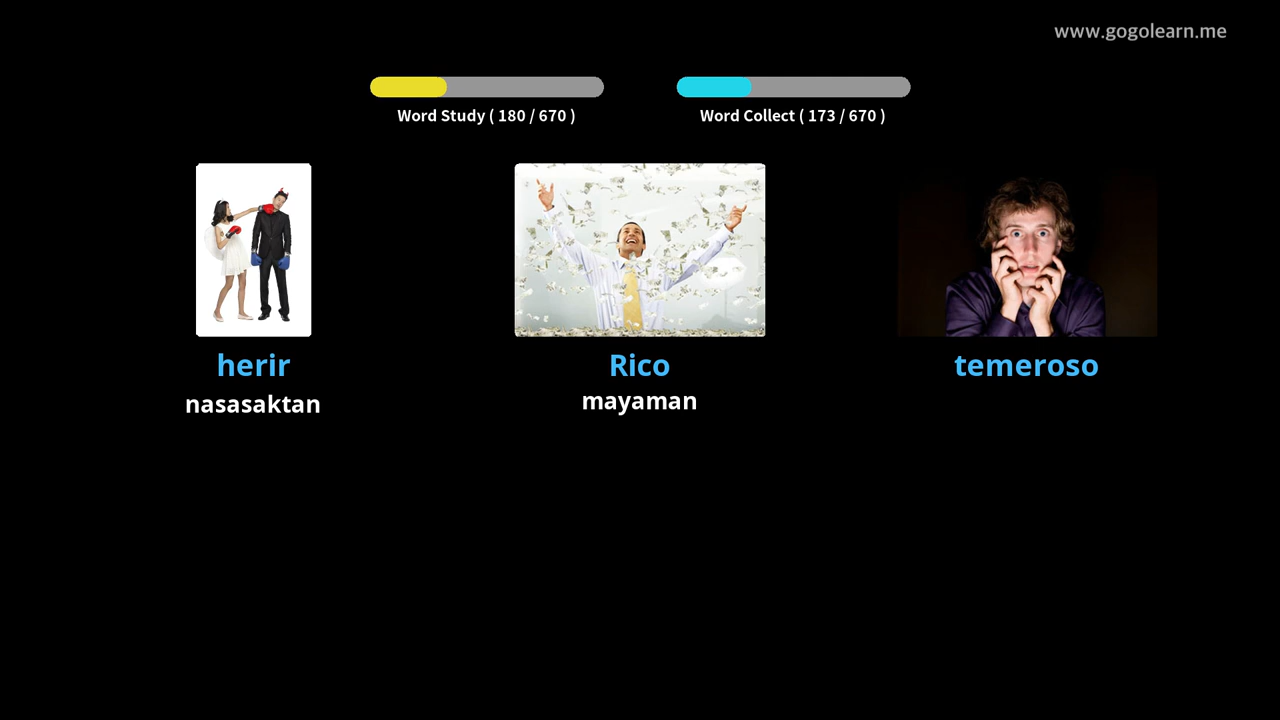 www.gogolearn.me
Word Study ( 180 / 670 )
Word Collect ( 173 / 670 )
herir
Rico
temeroso
nasasaktan
mayaman